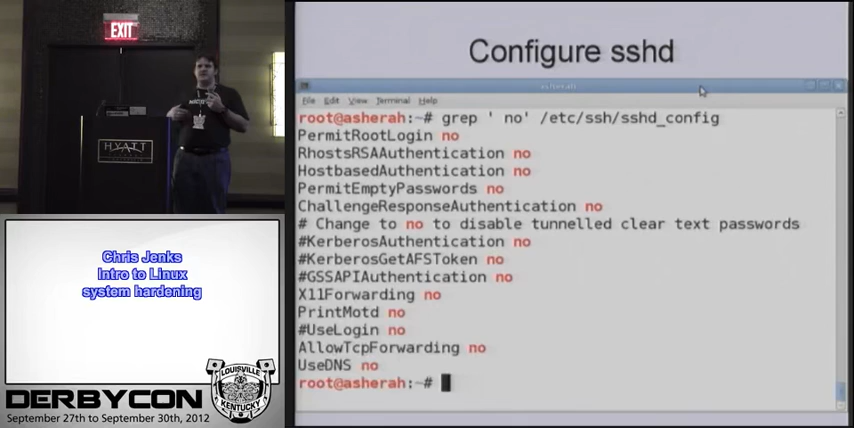 EXIT
HYATT
Chris Jenks
Intro to Linux
system hardening
LOUISVILLE
KENTUCKY
DERBYCON
September 27th to September 30th, 2012
Configure sshd
File Edit View Terminal Help
root@asherah:~# grep ' no' /etc/ssh/sshd_config
PermitRootLogin no
RhostsRSAAuthentication no
HostbasedAuthentication no
PermitEmptyPasswords no
ChallengeResponseAuthentication no
# Change to no to disable tunnelled clear text passwords
#KerberosAuthentication no
#KerberosGetAFSToken no
#GSSAPIAuthentication no
X11Forwarding no
PrintMotd no
#UseLogin no
AllowTcpForwarding no
UseDNS no
root@asherah:~#